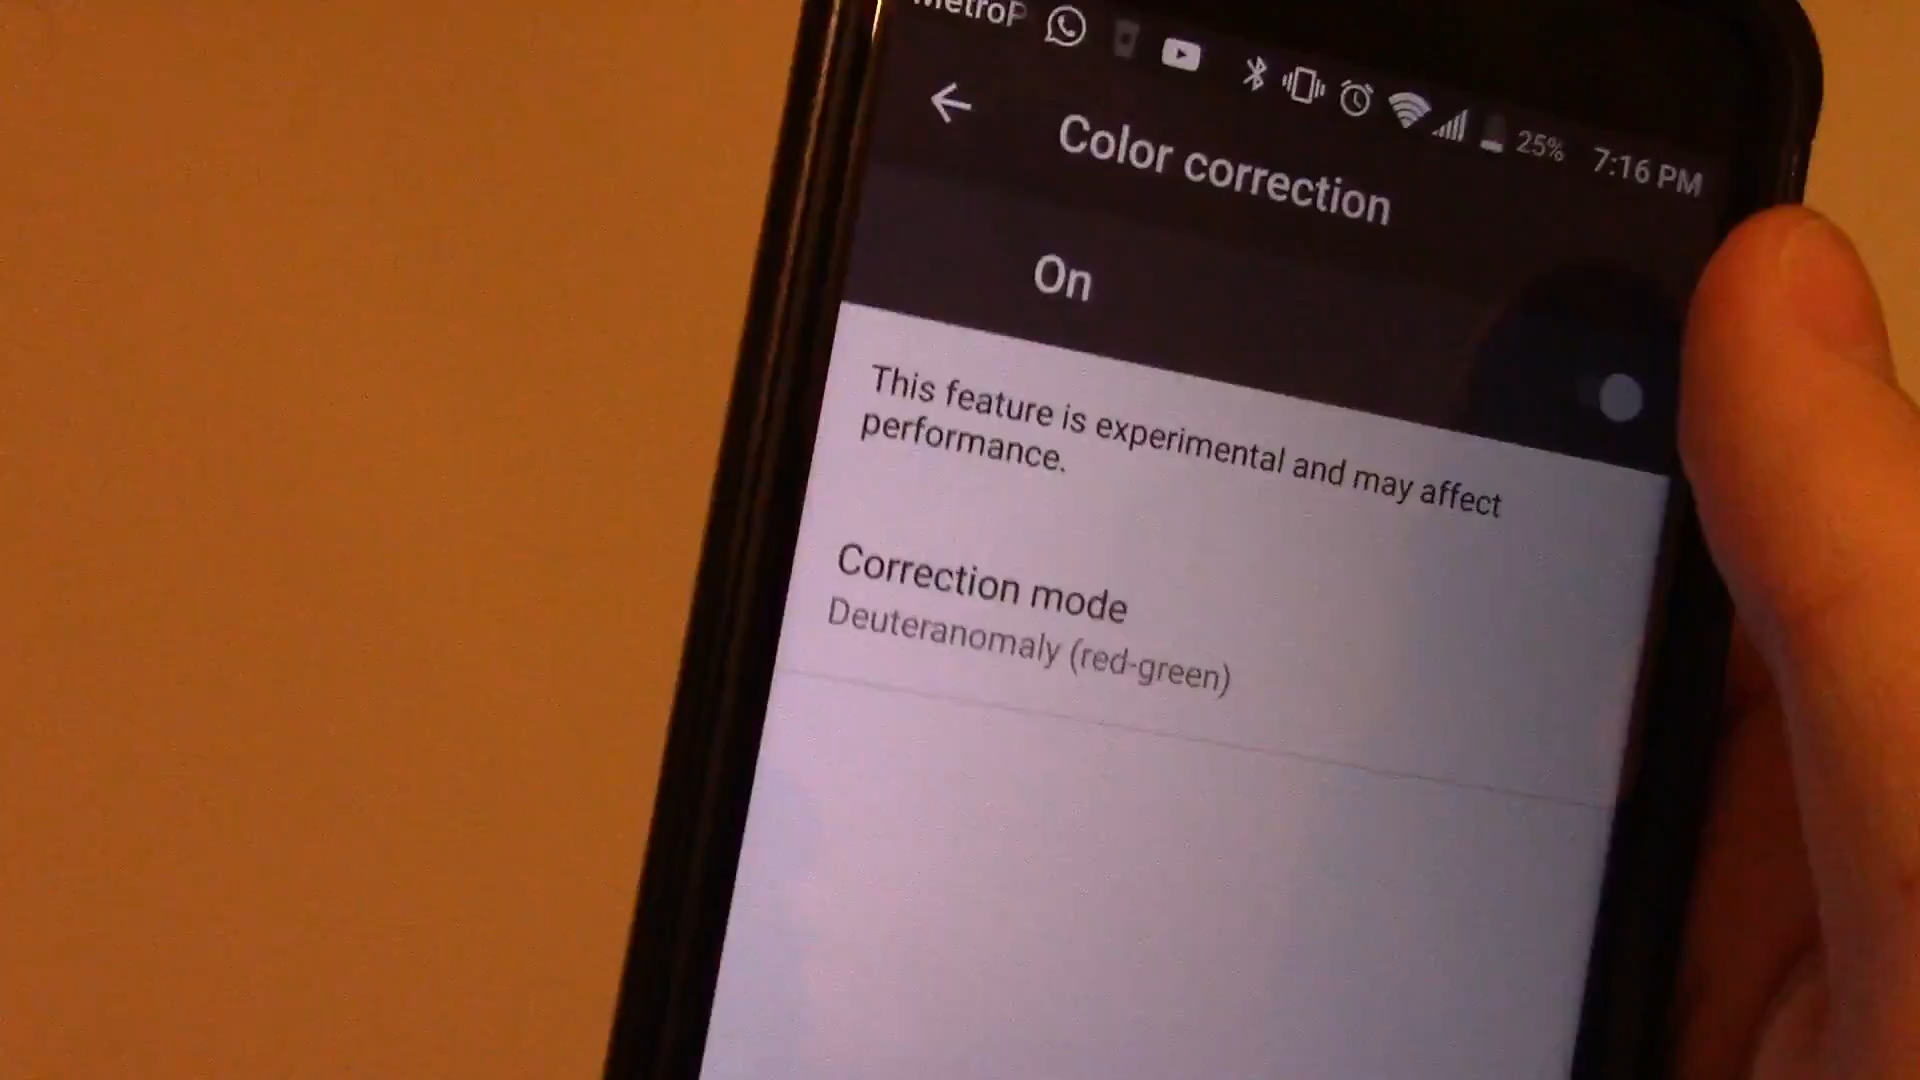 MetroP 25% 7:16 PM
Color correction
On
This feature is experimental and may affect
performance.
Correction mode
Deuteranomaly (red-green)